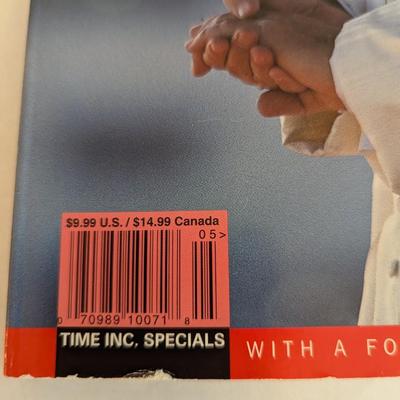 $9.99 U.S. / $14.99 Canada
05>
0 70989 10071 8
TIME INC. SPECIALS
WITH A FO